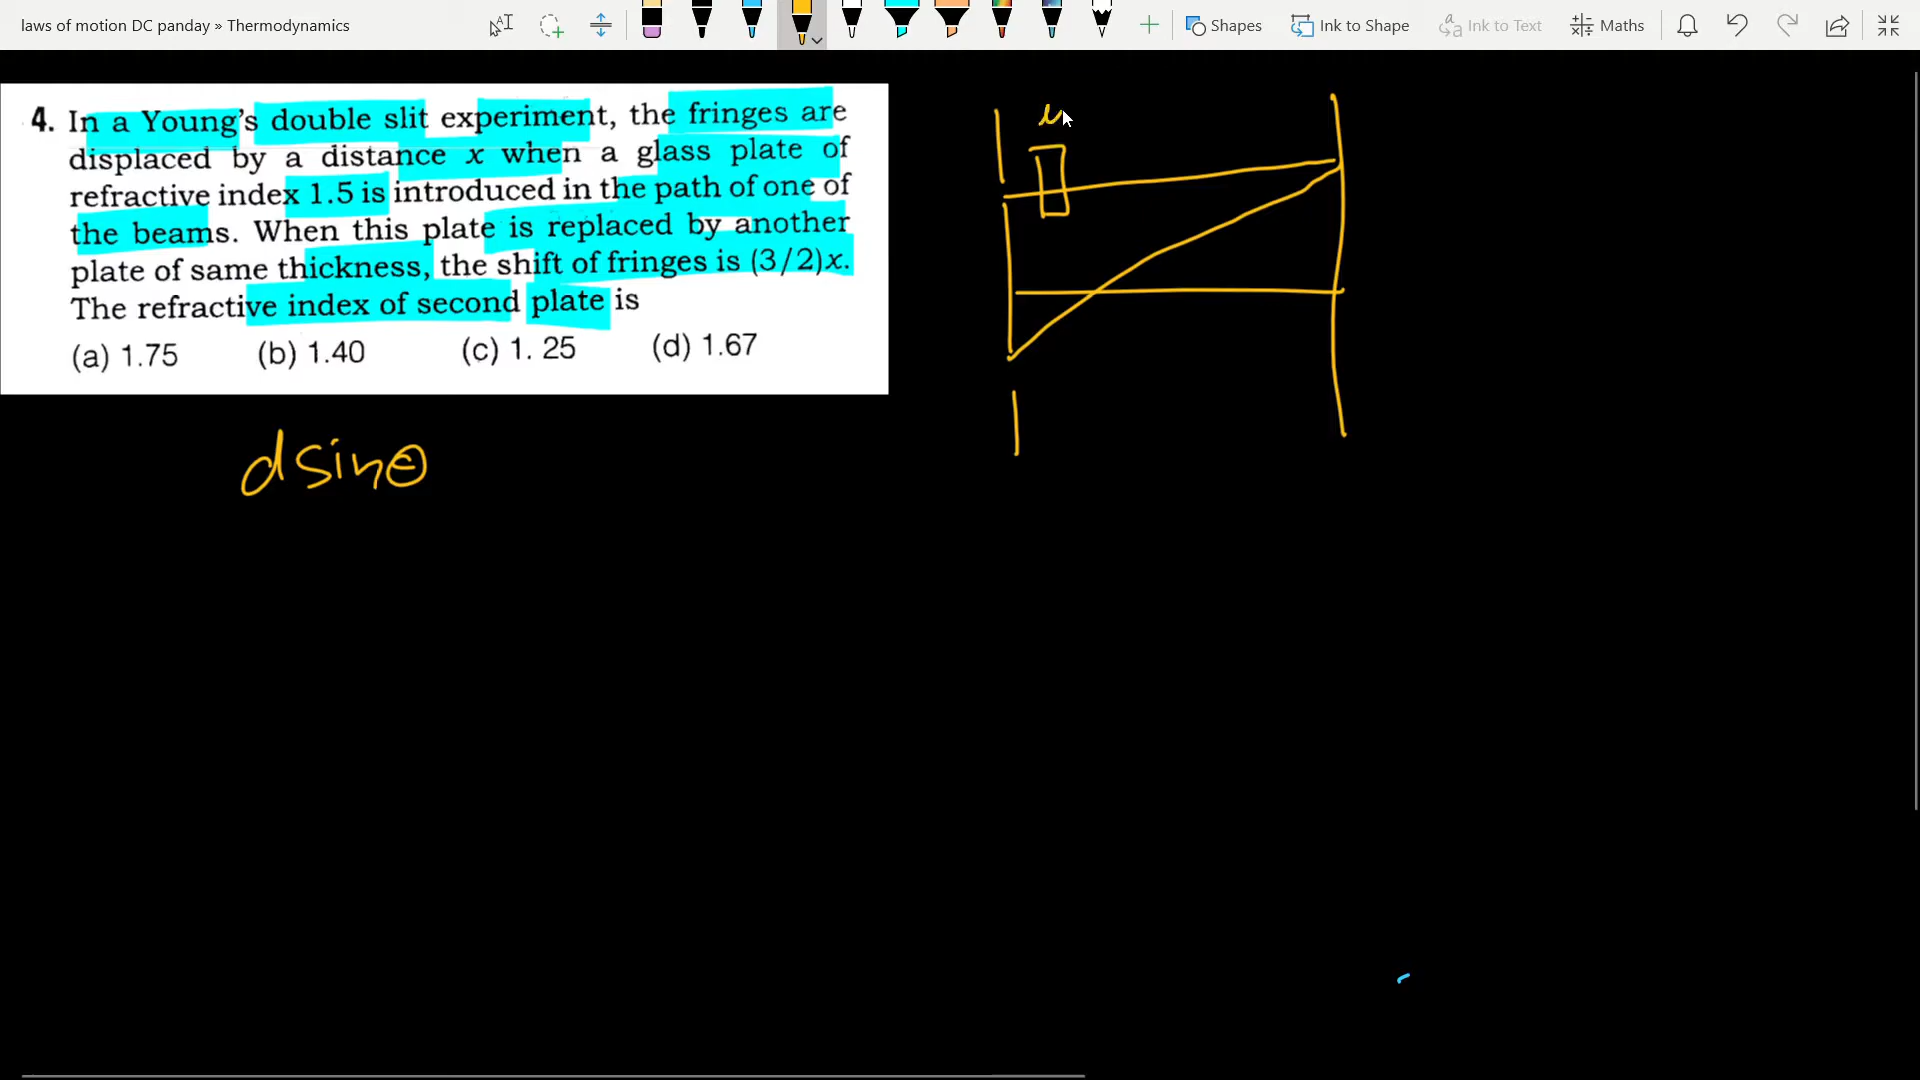 laws of motion DC panday » Thermodynamics
Shapes
Ink to Shape
Ink to Text
Maths
4. In a Young's double slit experiment, the fringes are
displaced by a distance x when a glass plate of
refractive index 1.5 is introduced in the path of one of
the beams. When this plate is replaced by another
plate of same thickness, the shift of fringes is (3/2)x.
The refractive index of second plate is
(a) 1.75 (b) 1.40 (c) 1. 25 (d) 1.67
d sinθ